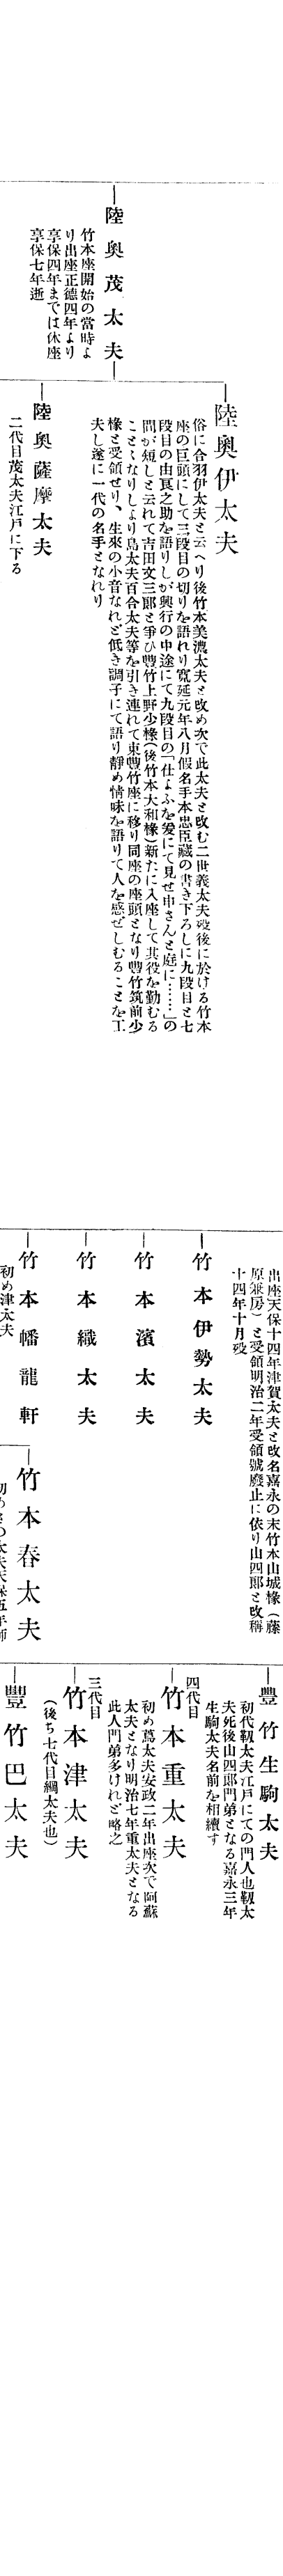 陸奥茂太夫
竹本座開始の當時よ
り出座正德四年より
享保四年までは休座
享保七年逝
陸奥伊太夫
俗に合羽伊太夫と云へり後竹本美濃太夫と改め次で此太夫と改む二世義太夫歿後に於ける竹本
座の巨頭にして三段目の切りを語れり寬延元年八月假名手本忠臣藏の書き下ろしに九段目と七
段目の由良之助を語りしが興行の中途にて九段目の「仕よふを爰にて見せ申さんと庭に……」の
間が短しと云れて吉田文三郞と爭ひ豐竹上野少掾(後竹本大和掾)新たに入座して其役を勤むる
ことゝなりしより島太夫百合太夫等を引き連れて東豐竹座に移り同座の座頭となり豐竹筑前少
掾と受領せり、生來の小音なれど低き調子にて語り靜め情味を語りて人を感ぜしむることを工
夫し遂に一代の名手となれり
陸奥薩摩太夫
二代目茂太夫江戸に下る
出座天保十四年津賀太夫と改名嘉永の末竹本山城掾(藤
原兼房)と受領明治二年受領號廢止に依り山四郞と改稱
十四年十月歿
竹本伊勢太夫
竹本濱太夫
竹本織太夫
竹本幡龍軒
初め津太夫
竹本春太夫
豐竹生駒太夫
初代靱太夫江戸にての門人也靱太
夫死後山四郞門弟となる嘉永三年
生駒太夫名前を相續す
四代目
竹本重太夫
初め蔦太夫安政二年出座次で阿蘇
太夫となり明治七年重太夫となる
此人門弟多けれど略之
三代目
竹本津太夫
(後ち七代目綱太夫也)
豐竹巴太夫